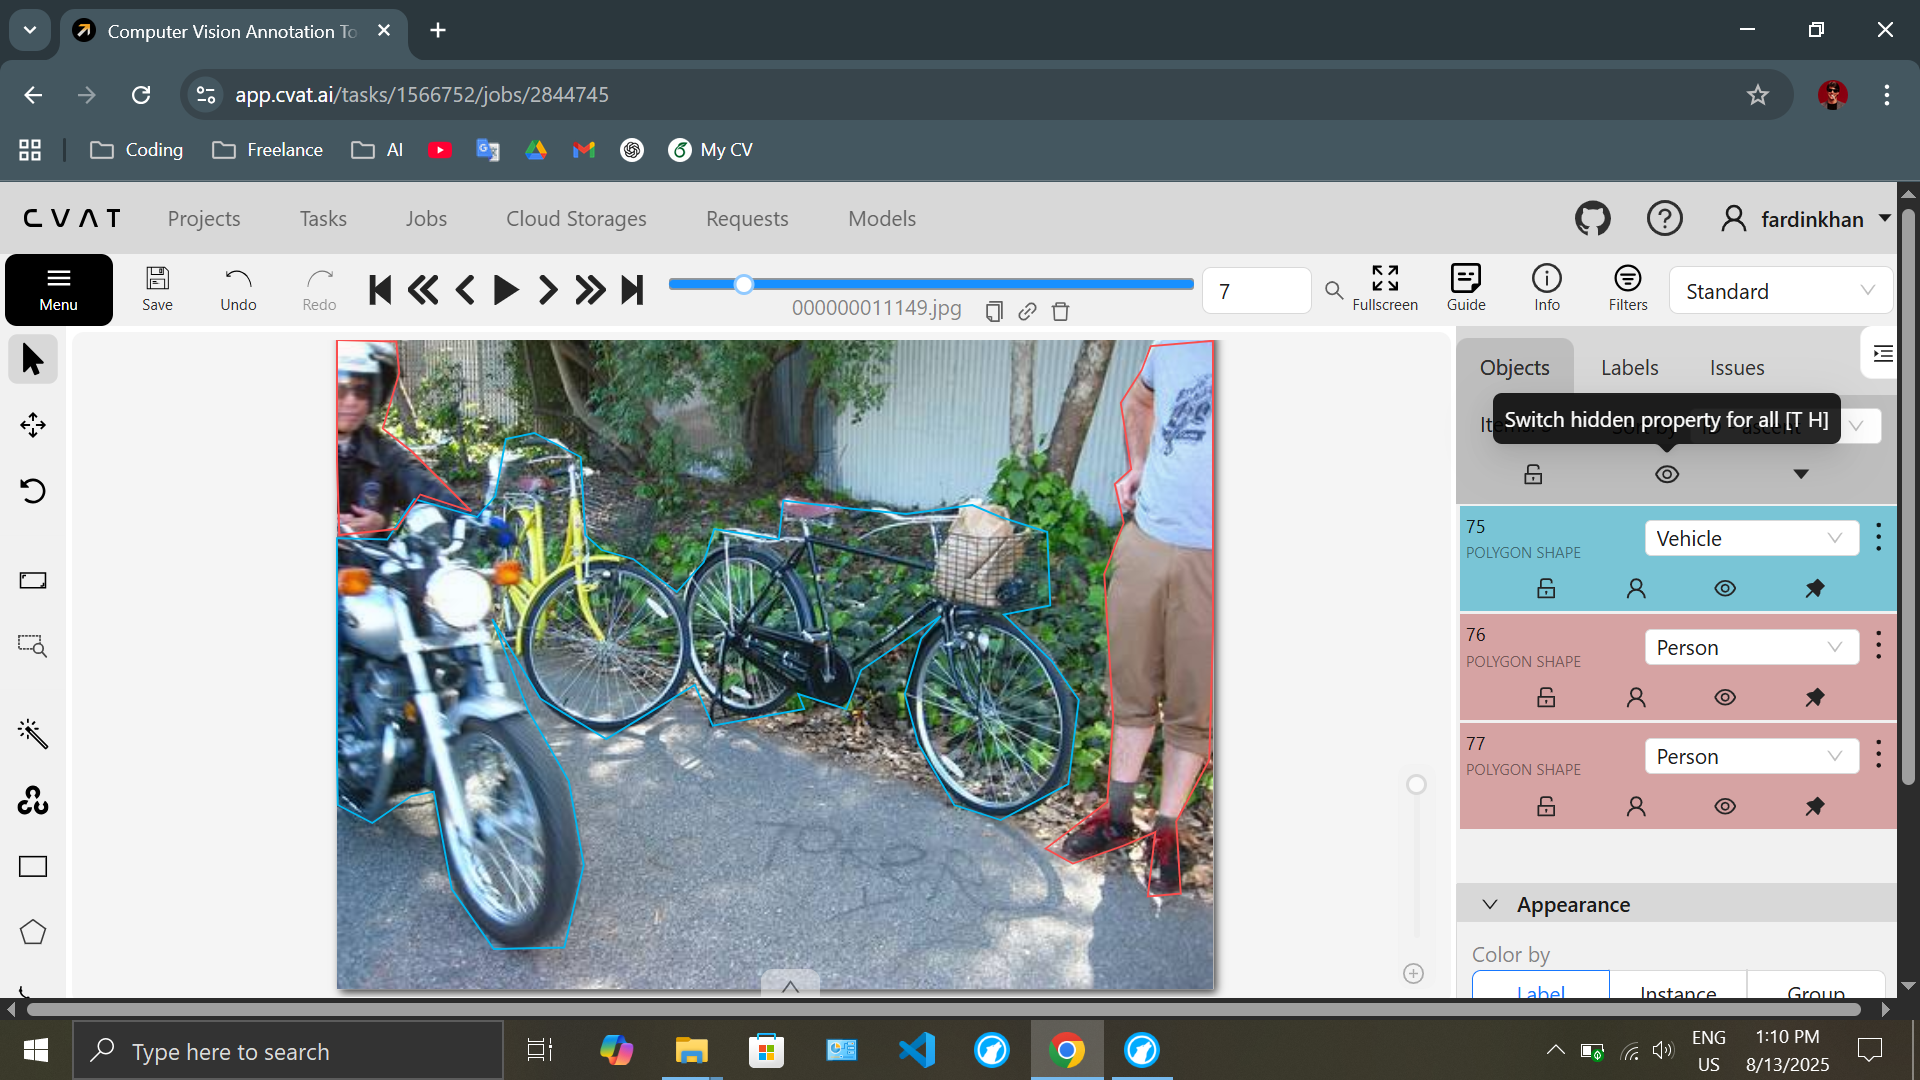 Computer Vision Annotation To
app.cvat.ai/tasks/1566752/jobs/2844745
Coding
Freelance
AI
My CV
CVAT
Projects
Tasks
Jobs
Cloud Storages
Requests
Models
fardinkhan
Menu
Save
Undo
Redo
000000011149.jpg
7
Fullscreen
Guide
Info
Filters
Standard
Objects
Labels
Issues
Switch hidden property for all [T H]
75
POLYGON SHAPE
Vehicle
76
POLYGON SHAPE
Person
77
POLYGON SHAPE
Person
Appearance
Color by
Label
Instance
Group
Type here to search
ENG
US
1:10 PM
8/13/2025